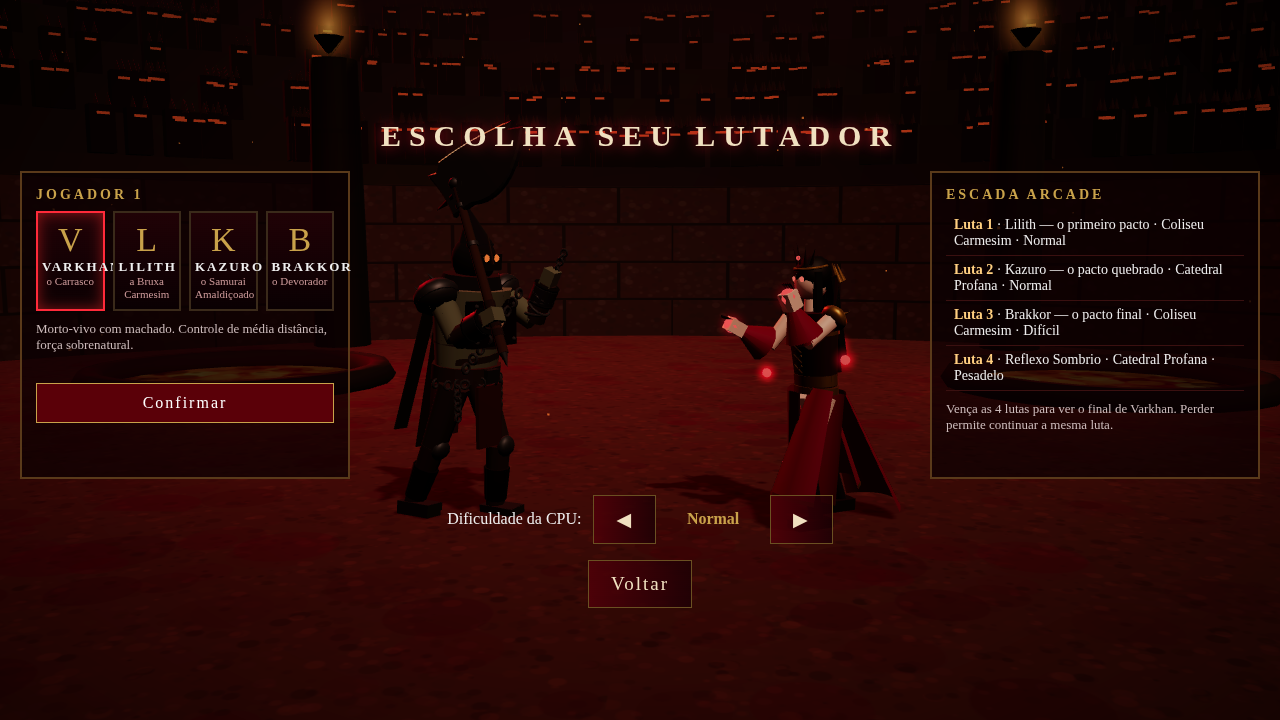 ESCOLHA SEU LUTADOR
JOGADOR 1
V
VARKHAN
o Carrasco
L
LILITH
a Bruxa
Carmesim
K
KAZURO
o Samurai
Amaldiçoado
B
BRAKKOR
o Devorador
Morto-vivo com machado. Controle de média distância,
força sobrenatural.
Confirmar
ESCADA ARCADE
Luta 1 · Lilith — o primeiro pacto · Coliseu
Carmesim · Normal
Luta 2 · Kazuro — o pacto quebrado · Catedral
Profana · Normal
Luta 3 · Brakkor — o pacto final · Coliseu
Carmesim · Difícil
Luta 4 · Reflexo Sombrio · Catedral Profana ·
Pesadelo
Vença as 4 lutas para ver o final de Varkhan. Perder
permite continuar a mesma luta.
Dificuldade da CPU: ◀ Normal ▶
Voltar